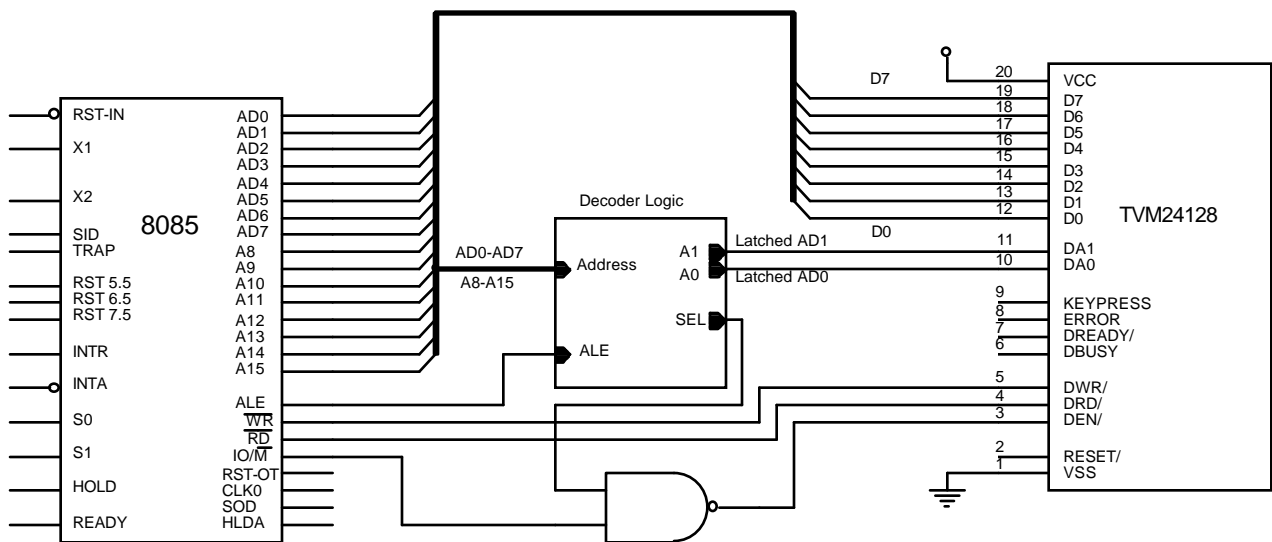 RST-IN
X1
X2
SID
TRAP
RST 5.5
RST 6.5
RST 7.5
INTR
INTA
S0
S1
HOLD
READY
8085
AD0
AD1
AD2
AD3
AD4
AD5
AD6
AD7
A8
A9
A10
A11
A12
A13
A14
A15
ALE
WR
RD
IO/M
RST-OT
CLK0
SOD
HLDA
AD0-AD7
A8-A15
Decoder Logic
Address
ALE
A1
A0
SEL
Latched AD1
Latched AD0
D7
D0
20
19
18
17
16
15
14
13
12
11
10
9
8
7
6
5
4
3
2
1
VCC
D7
D6
D5
D4
D3
D2
D1
D0
DA1
DA0
KEYPRESS
ERROR
DREADY/
DBUSY
DWR/
DRD/
DEN/
RESET/
VSS
TVM24128